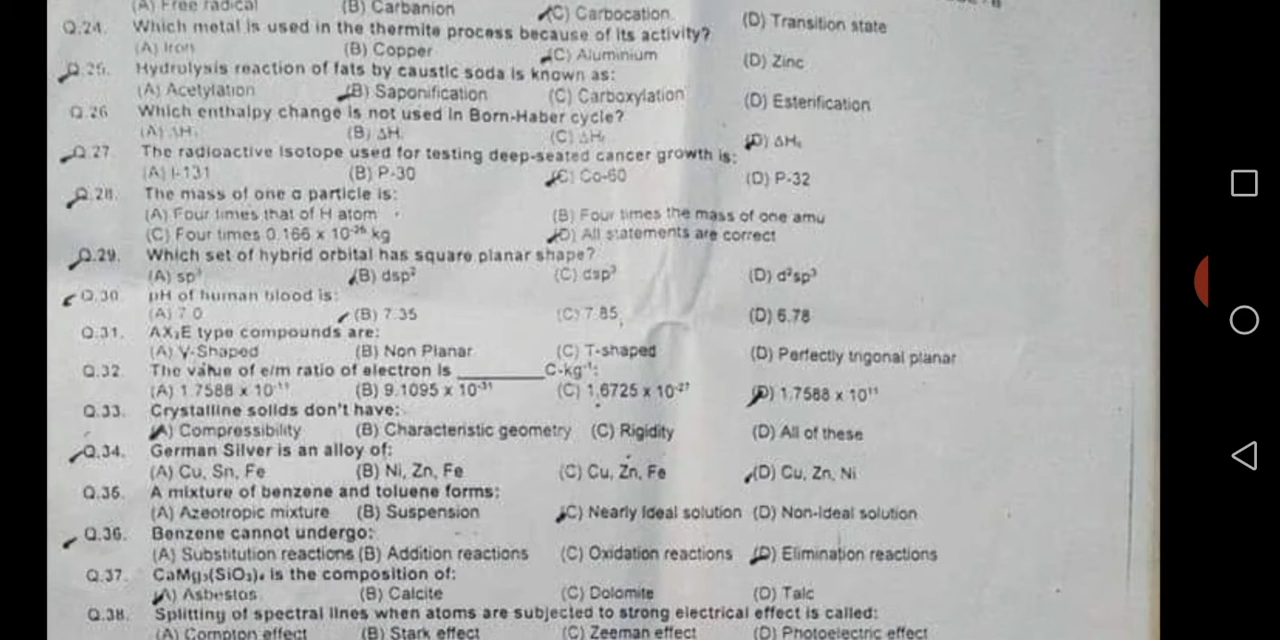 (A) Free radical (B) Carbanion (C) Carbocation (D) Transition state
Q.24. Which metal is used in the thermite process because of its activity?
(A) Iron (B) Copper (C) Aluminium (D) Zinc
Q.25. Hydrolysis reaction of fats by caustic soda is known as:
(A) Acetylation (B) Saponification (C) Carboxylation (D) Esterification
Q.26 Which enthalpy change is not used in Born-Haber cycle?
(A) (B) ΔH (C) ΔH (D) ΔH
Q.27. The radioactive isotope used for testing deep-seated cancer growth is:
(A) I-131 (B) P-30 (C) Co-60 (D) P-32
Q.28. The mass of one α particle is:
(A) Four times that of H atom (B) Four times the mass of one amu
(C) Four times 0.166 x 10⁻²⁶ kg (D) All statements are correct
Q.29. Which set of hybrid orbital has square planar shape?
(A) sp³ (B) dsp² (C) dsp³ (D) d²sp³
Q.30. pH of human blood is:
(A) 7.0 (B) 7.35 (C) 7.85 (D) 6.78
Q.31. AX₃E type compounds are:
(A) V-Shaped (B) Non Planar (C) T-shaped (D) Perfectly trigonal planar
Q.32. The value of e/m ratio of electron is ________ C-kg⁻¹:
(A) 1.7588 x 10⁻¹¹ (B) 9.1095 x 10⁻³¹ (C) 1.6725 x 10⁻²⁷ (D) 1.7588 x 10¹¹
Q.33. Crystalline solids don't have:
(A) Compressibility (B) Characteristic geometry (C) Rigidity (D) All of these
Q.34. German Silver is an alloy of:
(A) Cu, Sn, Fe (B) Ni, Zn, Fe (C) Cu, Zn, Fe (D) Cu, Zn, Ni
Q.35. A mixture of benzene and toluene forms:
(A) Azeotropic mixture (B) Suspension (C) Nearly Ideal solution (D) Non-ideal solution
Q.36. Benzene cannot undergo:
(A) Substitution reactions (B) Addition reactions (C) Oxidation reactions (D) Elimination reactions
Q.37. CaMg₃(SiO₃)₄ is the composition of:
(A) Asbestos (B) Calcite (C) Dolomite (D) Talc
Q.38. Splitting of spectral lines when atoms are subjected to strong electrical effect is called:
(A) Compton effect (B) Stark effect (C) Zeeman effect (D) Photoelectric effect